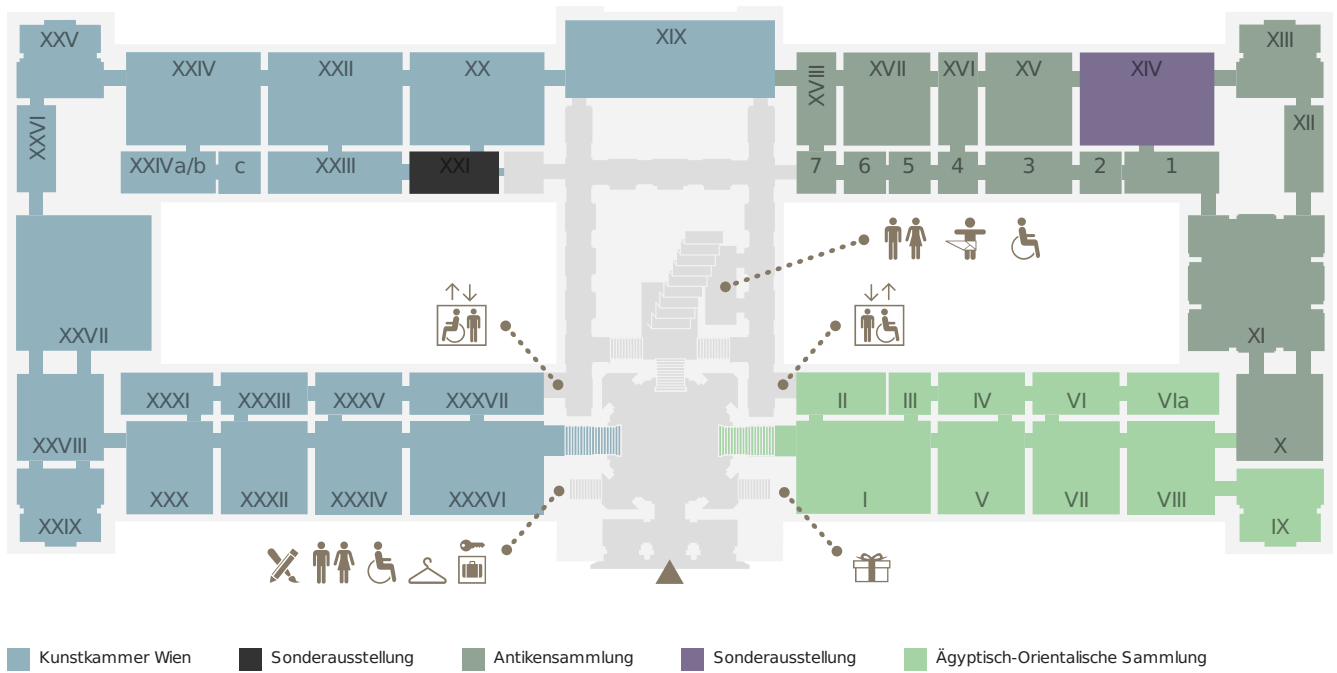 XXV
XXIV
XXII
XX
XIX
XVIII
XVII
XVI
XV
XIV
XIII
XXVI
XII
XXIVa/b
c
XXIII
XXI
7
6
5
4
3
2
1
XXVII
XI
XXVIII
XXXI
XXXIII
XXXV
XXXVII
II
III
IV
VI
VIa
X
XXIX
XXX
XXXII
XXXIV
XXXVI
I
V
VII
VIII
IX
Kunstkammer Wien
Sonderausstellung
Antikensammlung
Sonderausstellung
Ägyptisch-Orientalische Sammlung